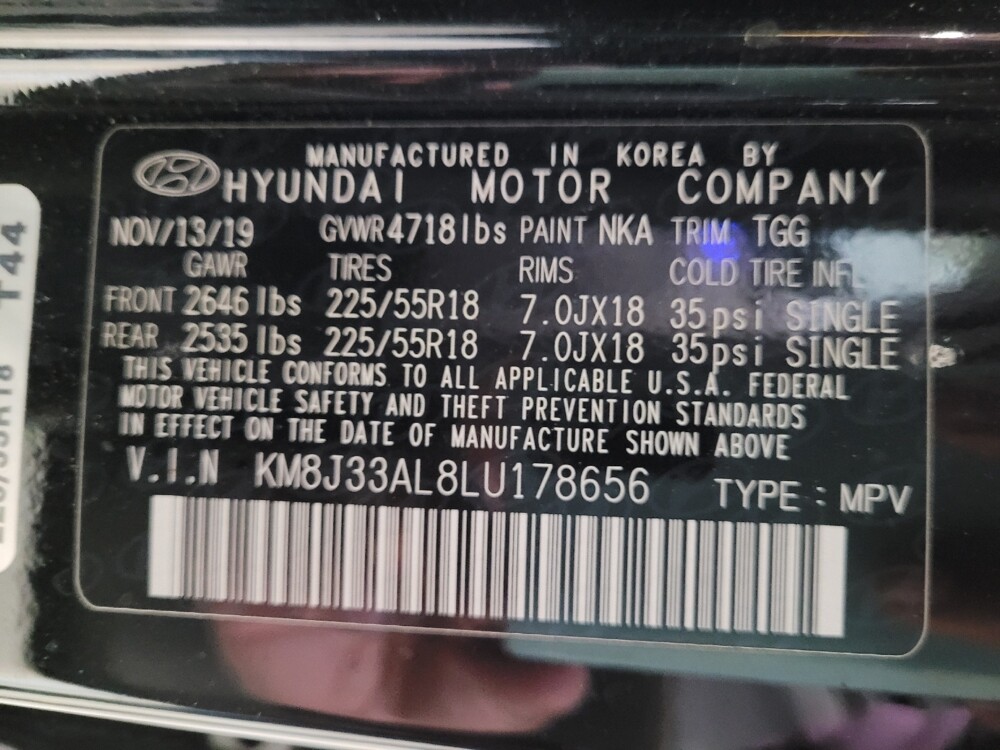 MANUFACTURED IN KOREA BY
HYUNDAI MOTOR COMPANY
NOV/13/19 GVWR4718lbs PAINT NKA TRIM TGG
GAWR TIRES RIMS COLD TIRE INFL
FRONT 2646 lbs 225/55R18 7.0JX18 35psi SINGLE
REAR 2535 lbs 225/55R18 7.0JX18 35psi SINGLE
THIS VEHICLE CONFORMS TO ALL APPLICABLE U.S.A. FEDERAL
MOTOR VEHICLE SAFETY AND THEFT PREVENTION STANDARDS
IN EFFECT ON THE DATE OF MANUFACTURE SHOWN ABOVE
V.I.N KM8J33AL8LU178656 TYPE : MPV
T44